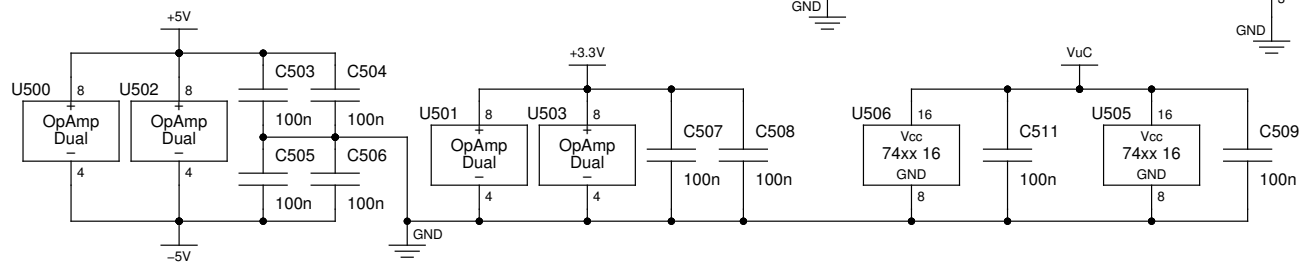 GND
GND
+5V
+3.3V
VuC
U500
8
U502
8
C503
C504
+
+
OpAmp
Dual
OpAmp
Dual
–
–
4
4
100n
100n
C505
C506
100n
100n
–5V
GND
U501
8
U503
8
C507
C508
+
+
OpAmp
Dual
OpAmp
Dual
–
–
4
4
100n
100n
U506
16
C511
U505
16
C509
Vcc
74xx 16
GND
8
100n
Vcc
74xx 16
GND
8
100n